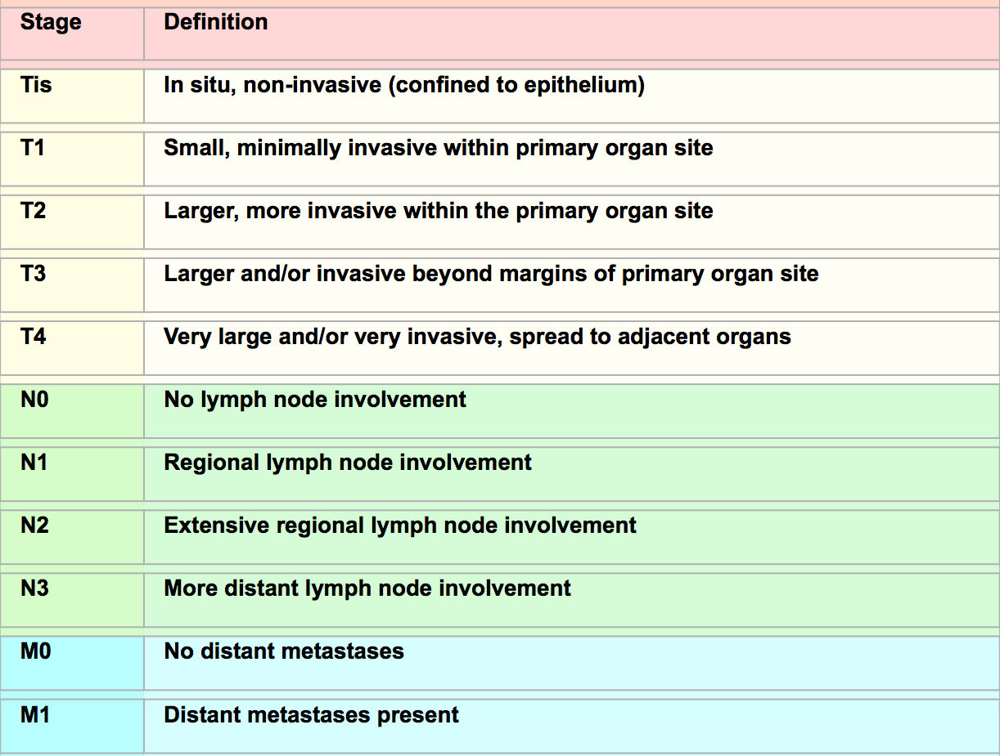 Stage Definition
Tis In situ, non-invasive (confined to epithelium)
T1 Small, minimally invasive within primary organ site
T2 Larger, more invasive within the primary organ site
T3 Larger and/or invasive beyond margins of primary organ site
T4 Very large and/or very invasive, spread to adjacent organs
N0 No lymph node involvement
N1 Regional lymph node involvement
N2 Extensive regional lymph node involvement
N3 More distant lymph node involvement
M0 No distant metastases
M1 Distant metastases present